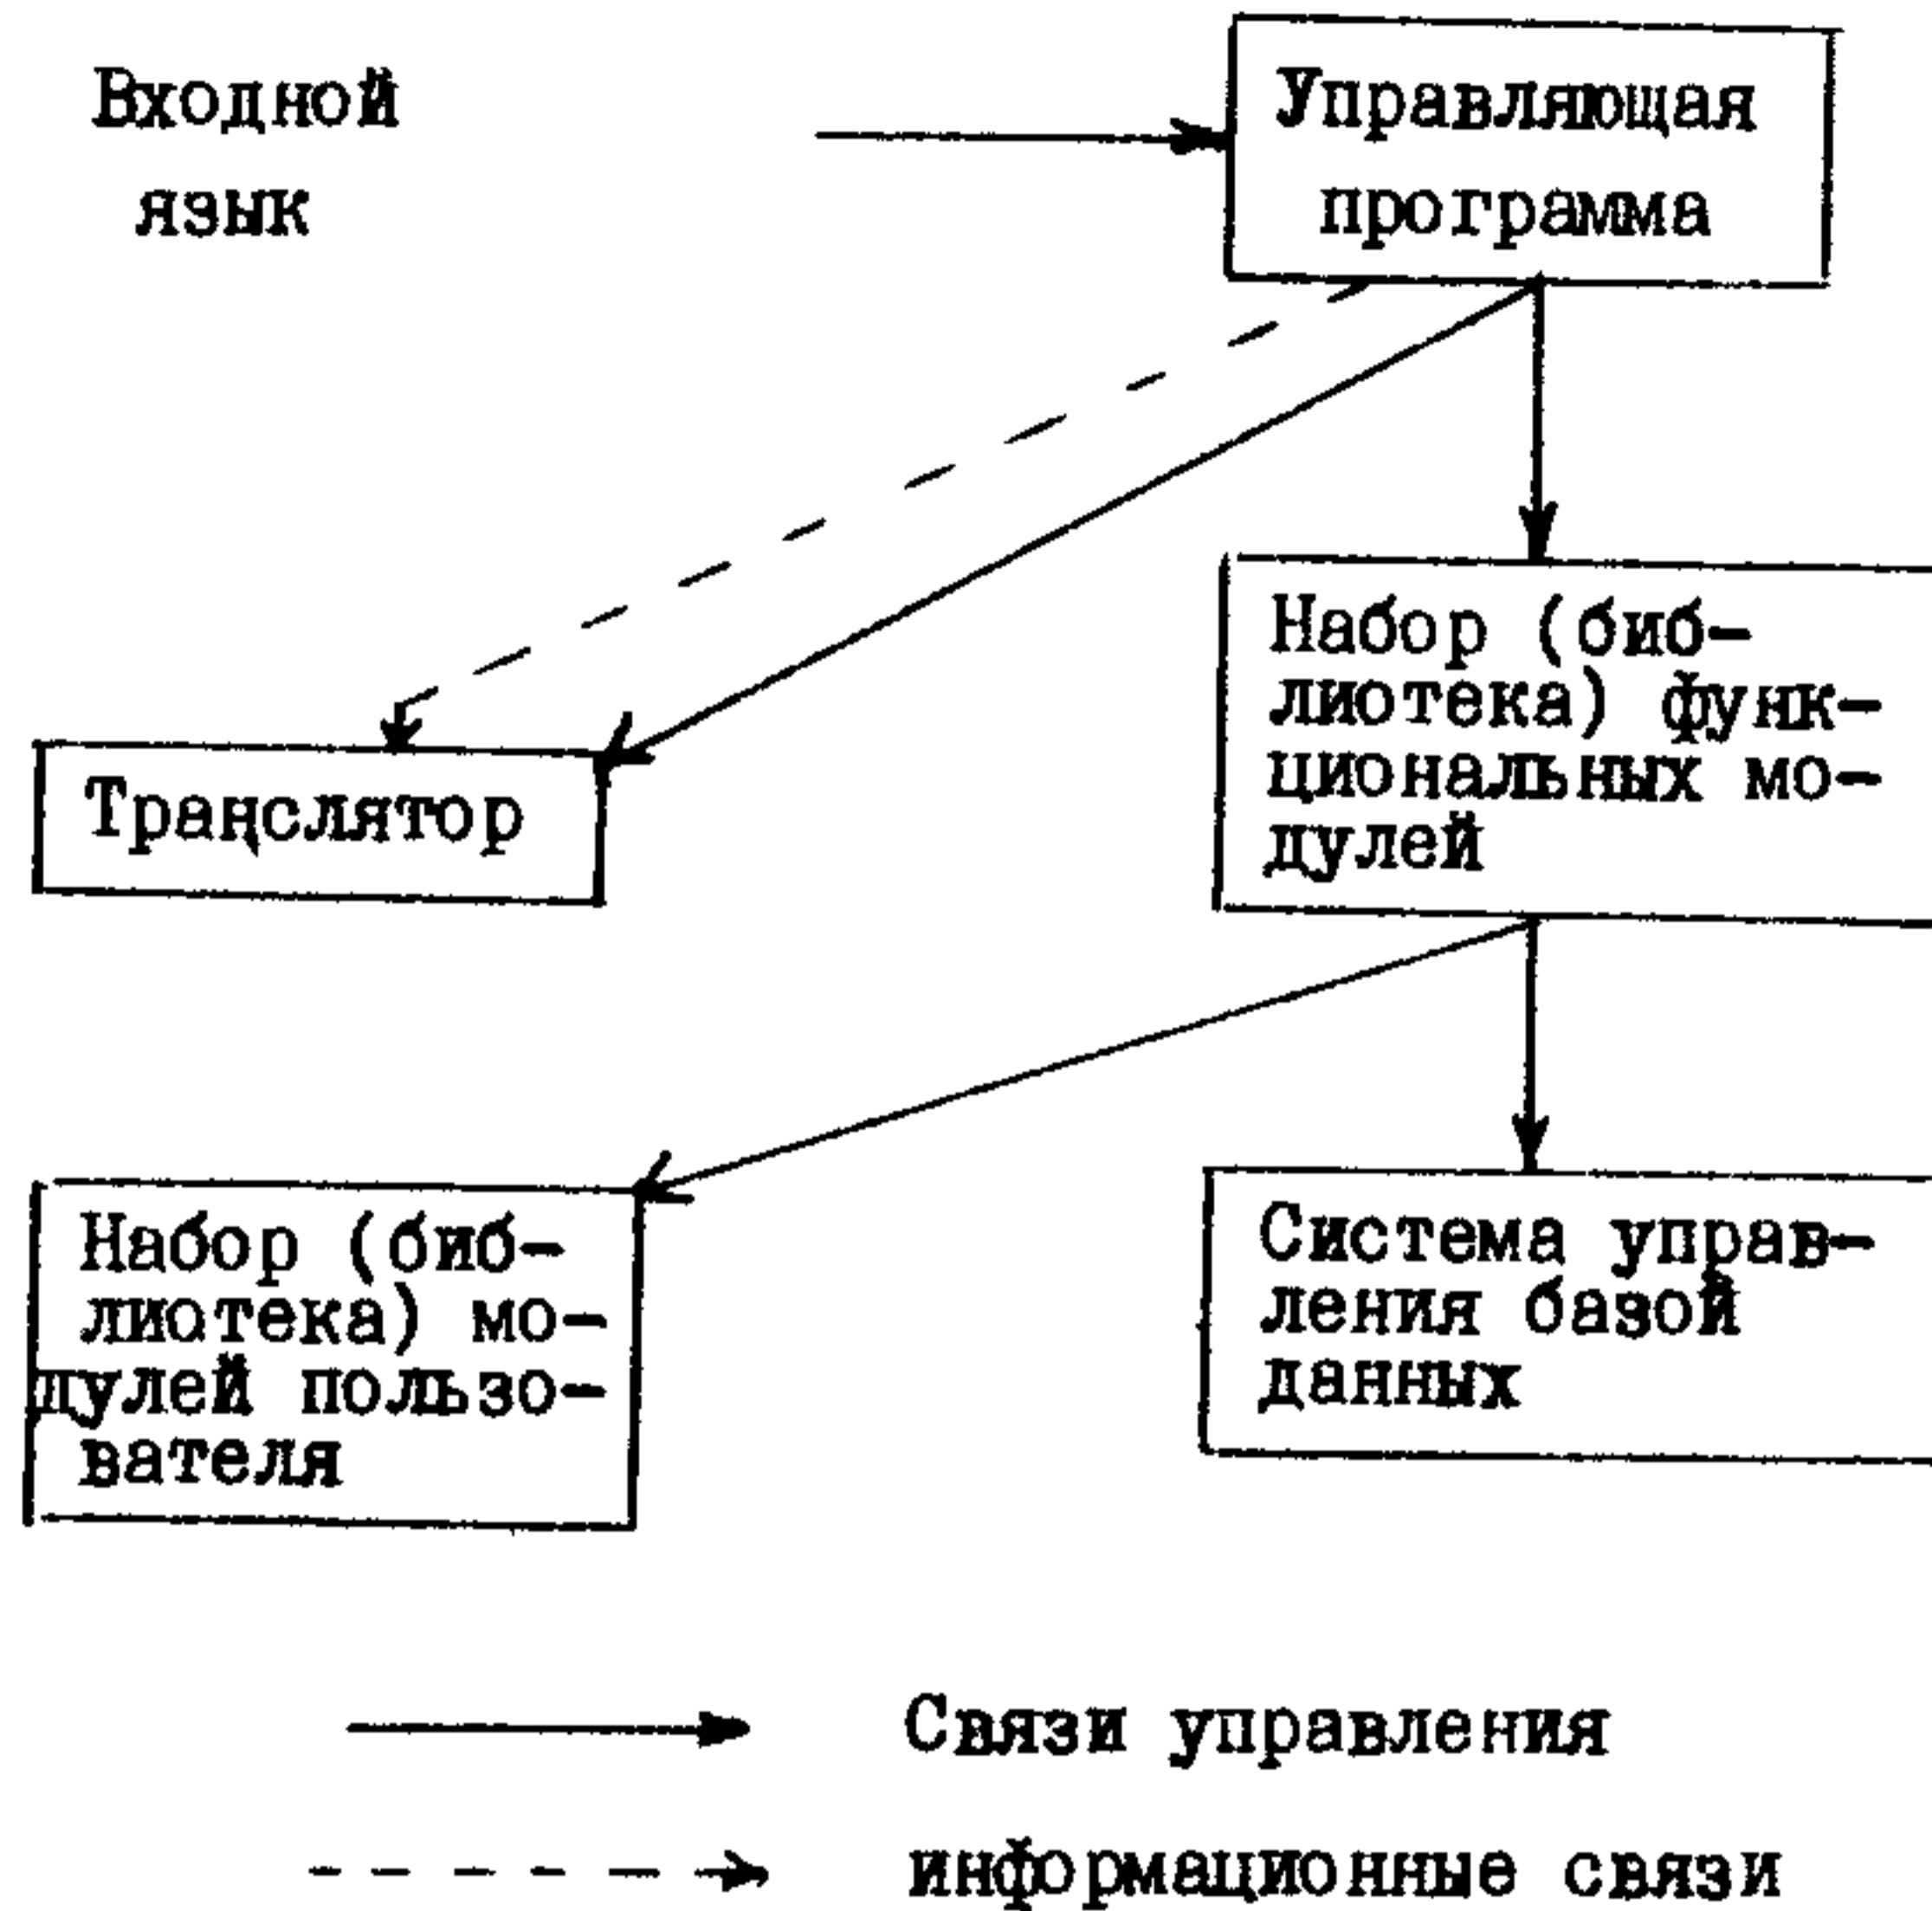 Входной
язык
Управляющая
программа
Набор (биб-
лиотека) функ-
циональных мо-
дулей
Транслятор
Набор (биб-
лиотека) мо-
дулей пользо-
вателя
Система управ-
ления базой
данных
Связи управления
информационные связи